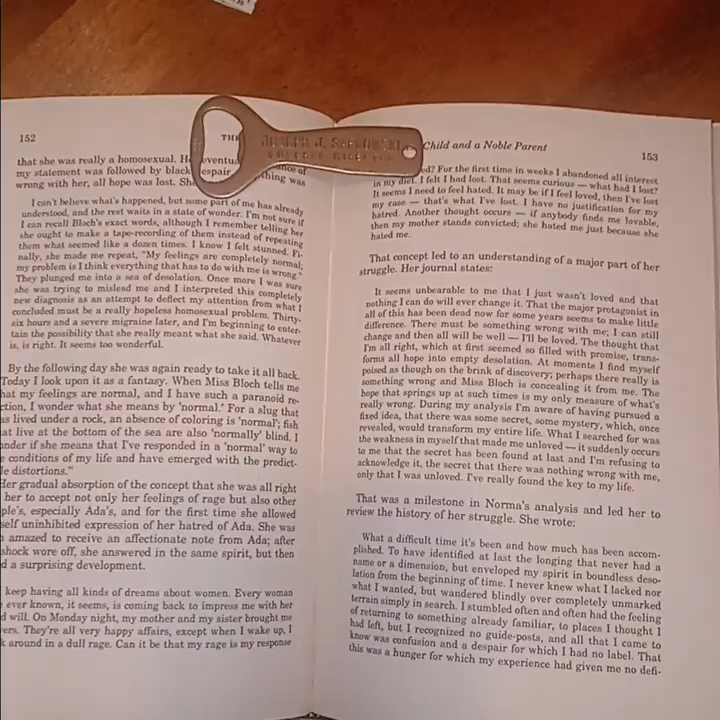 152
THE
that she was really a homosexual. H eventu
my statement was followed by black espair ance of
wrong with her, all hope was lost. She thing was
I can't believe what's happened, but some part of me has already
understood, and the rest waits in a state of wonder. I'm not sure if
I can recall Bloch's exact words, although I remember telling her
she ought to make a tape-recording of them instead of repeating
them what seemed like a dozen times. I know I felt stunned. Fi-
nally, she made me repeat, "My feelings are completely normal;
my problem is I think everything that has to do with me is wrong."
They plunged me into a sea of desolation. Once more I was sure
she was trying to mislead me and I interpreted this completely
new diagnosis as an attempt to deflect my attention from what I
concluded must be a really hopeless homosexual problem. Thirty-
six hours and a severe migraine later, and I'm beginning to enter-
tain the possibility that she really meant what she said. Whatever
is, is right. It seems too wonderful.
By the following day she was again ready to take it all back.
Today I look upon it as a fantasy. When Miss Bloch tells me
hat my feelings are normal, and I have such a paranoid re-
ction, I wonder what she means by 'normal.' For a slug that
as lived under a rock, an absence of coloring is 'normal'; fish
at live at the bottom of the sea are also 'normally' blind. I
onder if she means that I've responded in a 'normal' way to
e conditions of my life and have emerged with the predict-
le distortions."
Her gradual absorption of the concept that she was all right
her to accept not only her feelings of rage but also other
ple's, especially Ada's, and for the first time she allowed
self uninhibited expression of her hatred of Ada. She was
amazed to receive an affectionate note from Ada; after
shock wore off, she answered in the same spirit, but then
d a surprising development.
keep having all kinds of dreams about women. Every woman
ever known, it seems, is coming back to impress me with her
d will. On Monday night, my mother and my sister brought me
vers. They're all very happy affairs, except when I wake up, I
k around in a dull rage. Can it be that my rage is my response
JOSEPH J.
Child and a Noble Parent
153
ed? For the first time in weeks I abandoned all interest
in my diet. I felt I had lost. That seems curious — what had I lost?
It seems I need to feel hated. It may be if I feel loved, then I've lost
my case — that's what I've lost. I have no justification for my
hatred. Another thought occurs — if anybody finds me lovable,
then my mother stands convicted; she hated me just because she
hated me.
That concept led to an understanding of a major part of her
struggle. Her journal states:
It seems unbearable to me that I just wasn't loved and that
nothing I can do will ever change it. That the major protagonist in
all of this has been dead now for some years seems to make little
difference. There must be something wrong with me; I can still
change and then all will be well — I'll be loved. The thought that
I'm all right, which at first seemed so filled with promise, trans-
forms all hope into empty desolation. At moments I find myself
poised as though on the brink of discovery; perhaps there really is
something wrong and Miss Bloch is concealing it from me. The
hope that springs up at such times is my only measure of what's
really wrong. During my analysis I'm aware of having pursued a
fixed idea, that there was some secret, some mystery, which, once
revealed, would transform my entire life. What I searched for was
the weakness in myself that made me unloved — it suddenly occurs
to me that the secret has been found at last and I'm refusing to
acknowledge it, the secret that there was nothing wrong with me,
only that I was unloved. I've really found the key to my life.
That was a milestone in Norma's analysis and led her to
review the history of her struggle. She wrote:
What a difficult time it's been and how much has been accom-
plished. To have identified at last the longing that never had a
name or a dimension, but enveloped my spirit in boundless deso-
lation from the beginning of time. I never knew what I lacked nor
what I wanted, but wandered blindly over completely unmarked
terrain simply in search. I stumbled often and often had the feeling
of returning to something already familiar, to places I thought I
had left, but I recognized no guide-posts, and all that I came to
know was confusion and a despair for which I had no label. That
this was a hunger for which my experience had given me no defi-